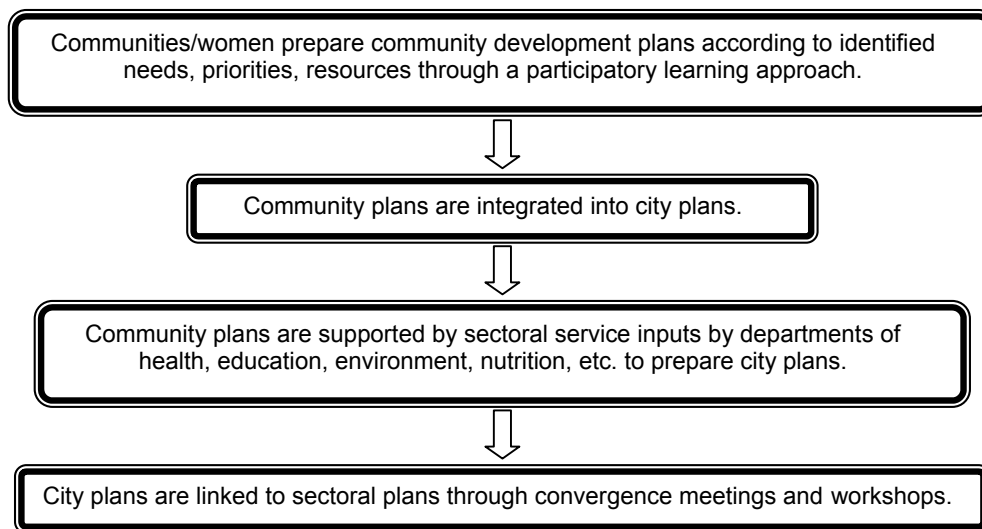 Communities/women prepare community development plans according to identified
needs, priorities, resources through a participatory learning approach.
Community plans are integrated into city plans.
Community plans are supported by sectoral service inputs by departments of
health, education, environment, nutrition, etc. to prepare city plans.
City plans are linked to sectoral plans through convergence meetings and workshops.